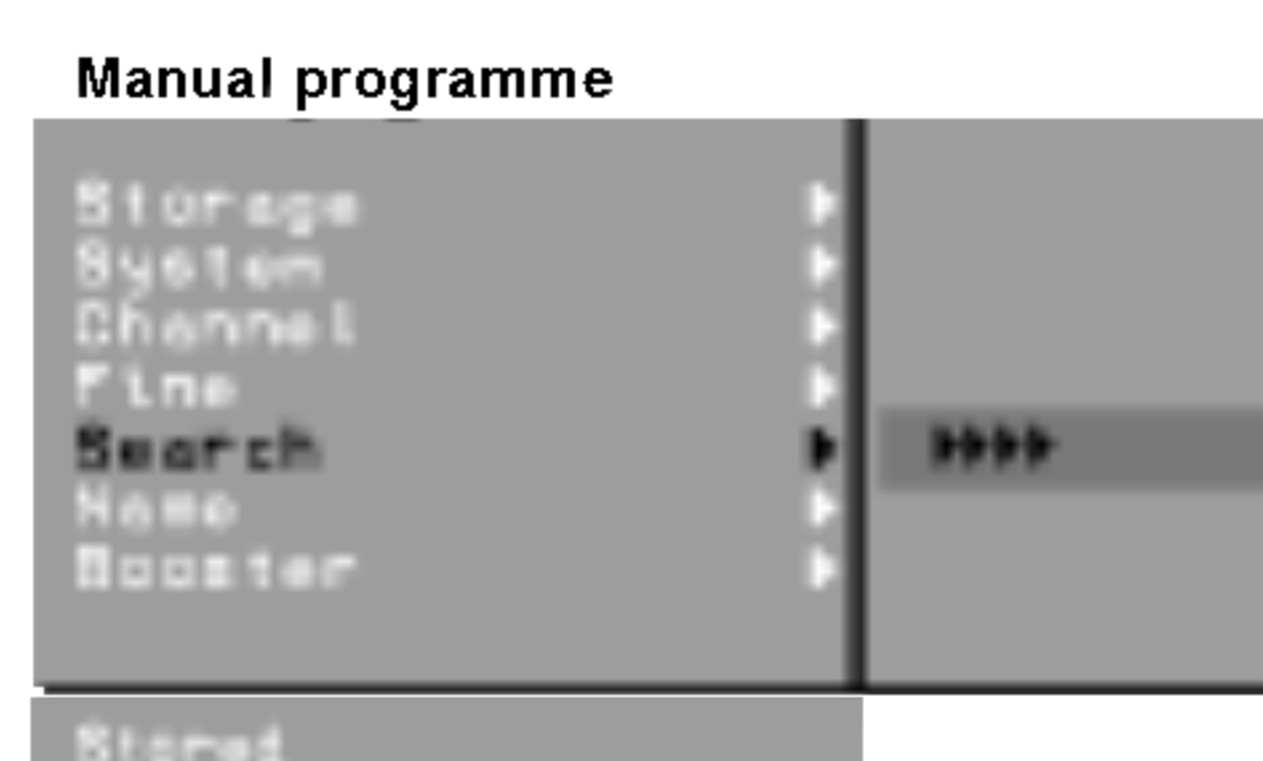 Manual programme
Storage
System
Channel
Fine
Search
Name
Booster
Stored